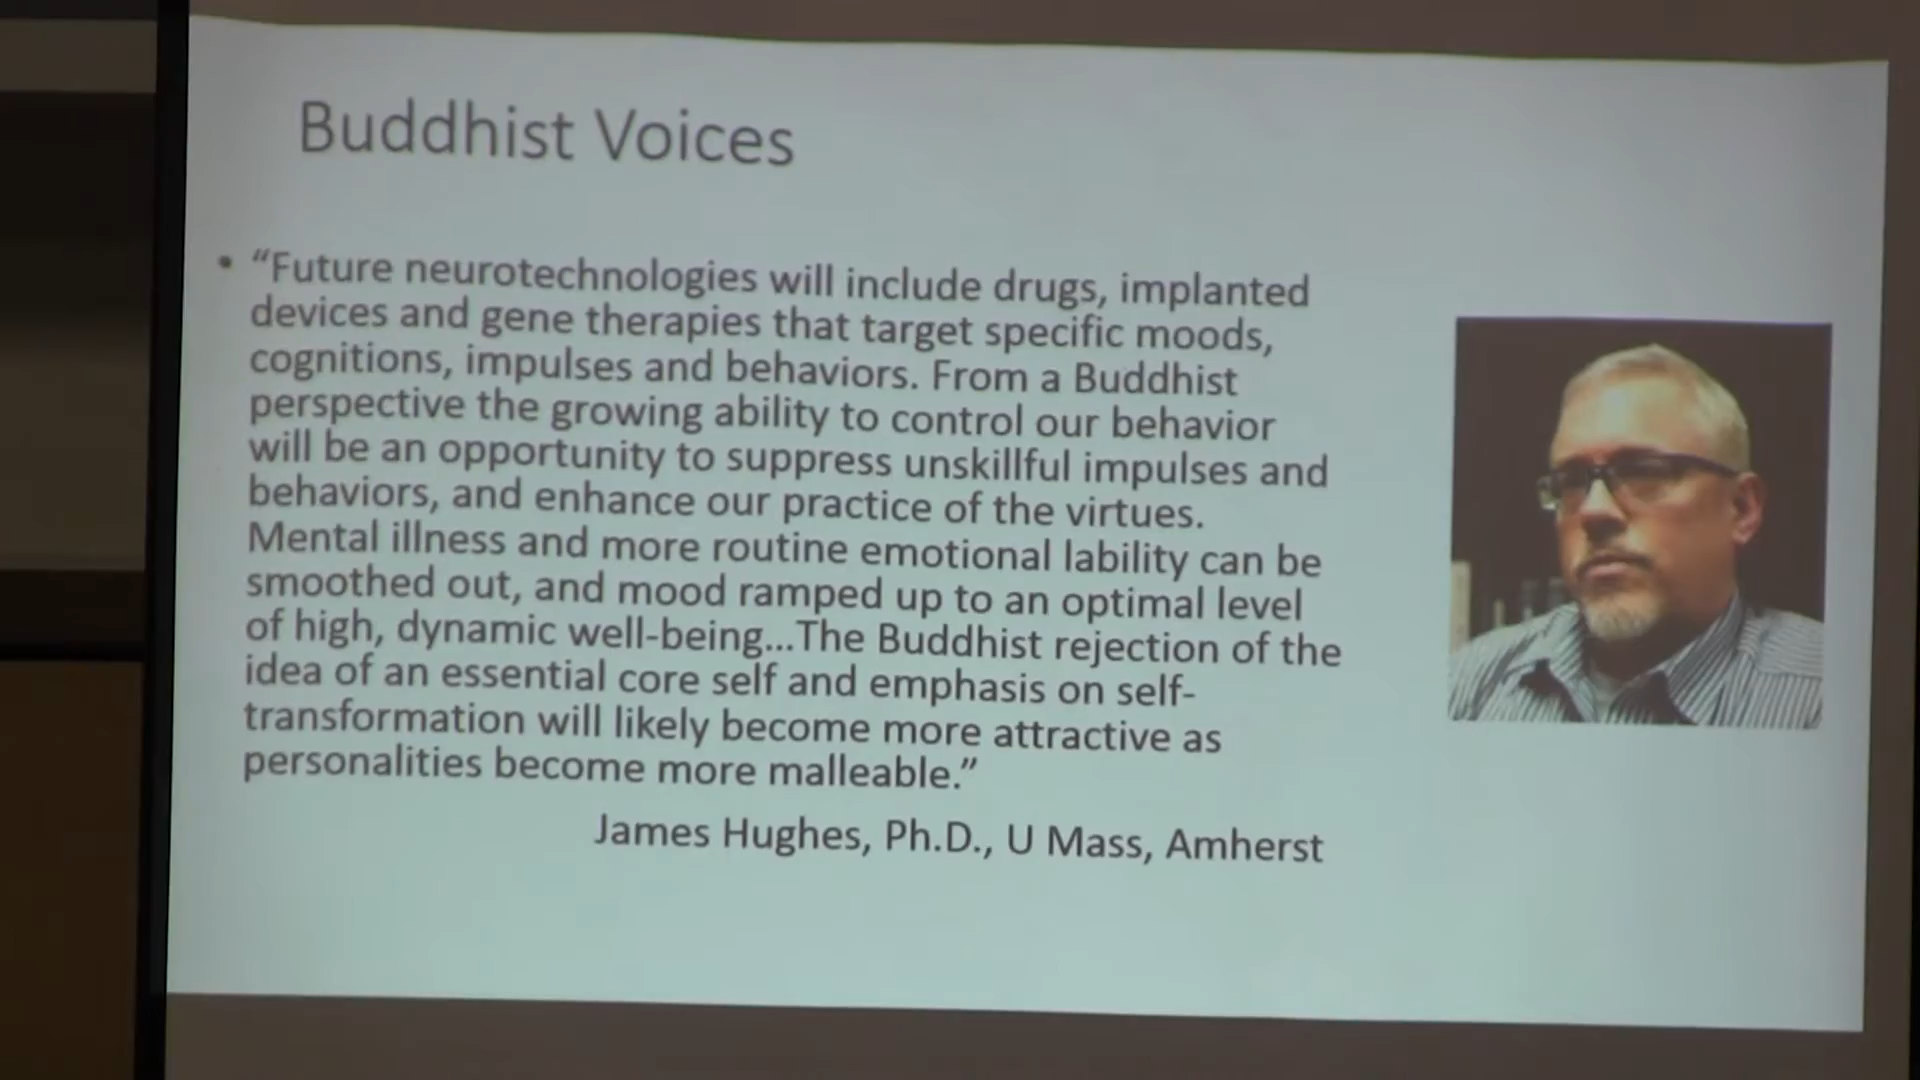 Buddhist Voices
• “Future neurotechnologies will include drugs, implanted
devices and gene therapies that target specific moods,
cognitions, impulses and behaviors. From a Buddhist
perspective the growing ability to control our behavior
will be an opportunity to suppress unskillful impulses and
behaviors, and enhance our practice of the virtues.
Mental illness and more routine emotional lability can be
smoothed out, and mood ramped up to an optimal level
of high, dynamic well-being...The Buddhist rejection of the
idea of an essential core self and emphasis on self-
transformation will likely become more attractive as
personalities become more malleable.”
James Hughes, Ph.D., U Mass, Amherst